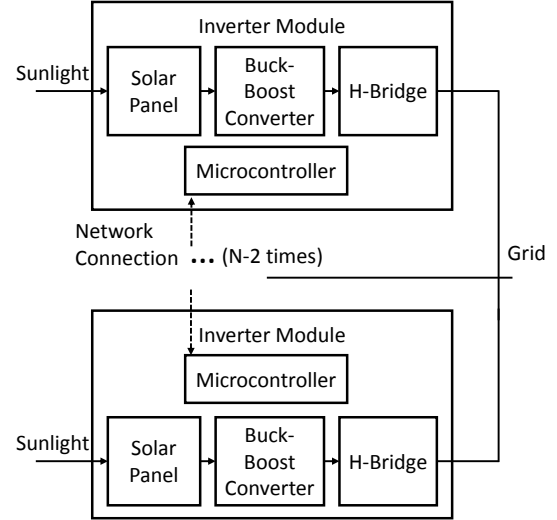 Inverter Module
Sunlight
Solar
Panel
Buck-
Boost
Converter
H-Bridge
Microcontroller
Network
Connection ... (N-2 times)
Grid
Inverter Module
Microcontroller
Sunlight
Solar
Panel
Buck-
Boost
Converter
H-Bridge